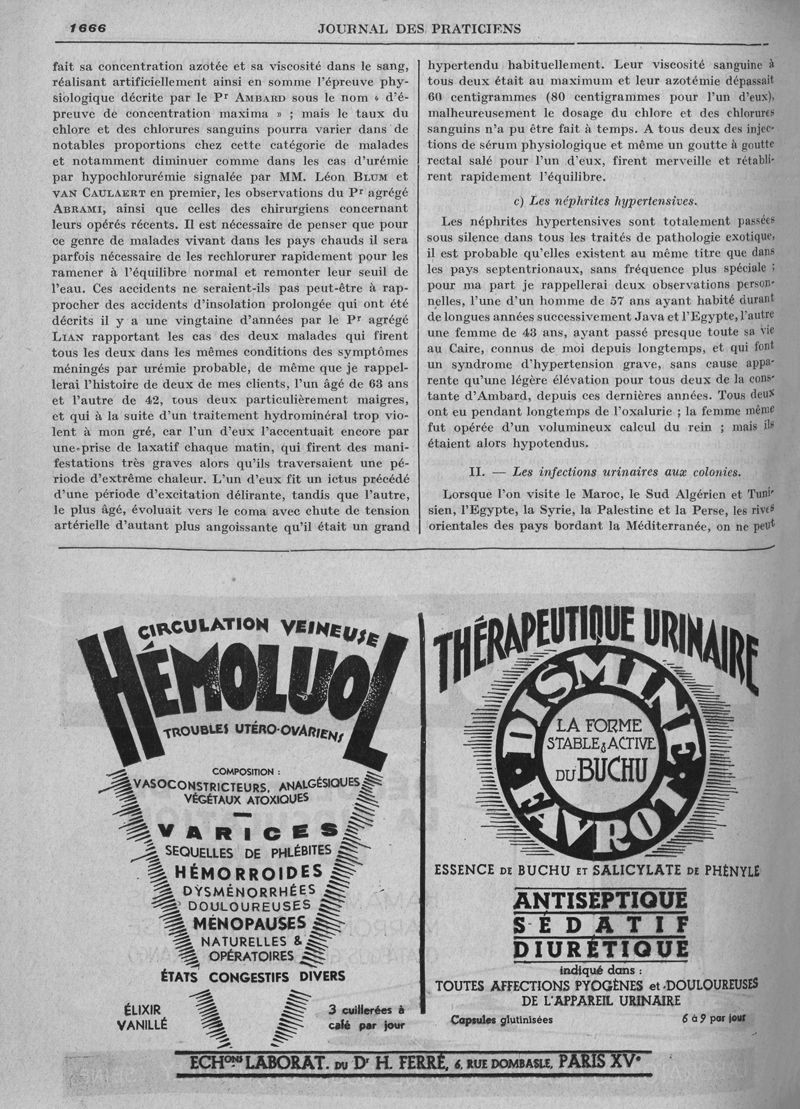 1666
JOURNAL DES PRATICIENS
fait sa concentration azotée et sa viscosité dans le sang,
réalisant artificiellement ainsi en somme l'épreuve phy-
siologique décrite par le Pr AMBARD sous le nom « d'é-
preuve de concentration maxima » ; mais le taux du
chlore et des chlorures sanguins pourra varier dans de
notables proportions chez cette catégorie de malades
et notamment diminuer comme dans les cas d'urémie
par hypochlorurémie signalée par MM. Léon BLUM et
VAN CAULAERT en premier, les observations du Pr agrégé
ABRAMI, ainsi que celles des chirurgiens concernant
leurs opérés récents. Il est nécessaire de penser que pour
ce genre de malades vivant dans les pays chauds il sera
parfois nécessaire de les rechlorurer rapidement pour les
ramener à l'équilibre normal et remonter leur seuil de
l'eau. Ces accidents ne seraient-ils pas peut-être à rap-
procher des accidents d'insolation prolongée qui ont été
décrits il y a une vingtaine d'années par le Pr agrégé
LIAN rapportant les cas des deux malades qui firent
tous les deux dans les mêmes conditions des symptômes
méningés par urémie probable, de même que je rappel-
lerai l'histoire de deux de mes clients, l'un âgé de 63 ans
et l'autre de 42, tous deux particulièrement maigres,
et qui à la suite d'un traitement hydrominéral trop vio-
lent à mon gré, car l'un d'eux l'accentuait encore par
une prise de laxatif chaque matin, qui firent des mani-
festations très graves alors qu'ils traversaient une pé-
riode d'extrême chaleur. L'un d'eux fit un ictus précédé
d'une période d'excitation délirante, tandis que l'autre,
le plus âgé, évoluait vers le coma avec chute de tension
artérielle d'autant plus angoissante qu'il était un grand
hypertendu habituellement. Leur viscosité sanguine à
tous deux était au maximum et leur azotémie dépassait
60 centigrammes (80 centigrammes pour l'un d'eux),
malheureusement le dosage du chlore et des chlorures
sanguins n'a pu être fait à temps. A tous deux des injec-
tions de sérum physiologique et même un goutte à goutte
rectal salé pour l'un d'eux, firent merveille et rétabli-
rent rapidement l'équilibre.
c) Les néphrites hypertensives.
Les néphrites hypertensives sont totalement passées
sous silence dans tous les traités de pathologie exotique,
il est probable qu'elles existent au même titre que dans
les pays septentrionaux, sans fréquence plus spéciale ;
pour ma part je rappellerai deux observations person-
nelles, l'une d'un homme de 57 ans ayant habité durant
de longues années successivement Java et l'Egypte, l'autre
une femme de 43 ans, ayant passé presque toute sa vie
au Caire, connus de moi depuis longtemps, et qui font
un syndrome d'hypertension grave, sans cause appa-
rente qu'une légère élévation pour tous deux de la cons-
tante d'Ambard, depuis ces dernières années. Tous deux
ont eu pendant longtemps de l'oxalurie ; la femme même
fut opérée d'un volumineux calcul du rein ; mais ils
étaient alors hypotendus.
II. — Les infections urinaires aux colonies.
Lorsque l'on visite le Maroc, le Sud Algérien et Tuni-
sien, l'Egypte, la Syrie, la Palestine et la Perse, les rives
orientales des pays bordant la Méditerranée, on ne peut
CIRCULATION VEINEUSE
HÉMOLUOL
TROUBLES UTÉRO-OVARIENS
COMPOSITION :
VASOCONSTRICTEURS, ANALGÉSIQUES
VÉGÉTAUX ATOXIQUES
VARICES
SEQUELLES DE PHLÉBITES
HÉMORROIDES
DYSMÉNORRHÉES
DOULOUREUSES
MÉNOPAUSES
NATURELLES &
OPÉRATOIRES
ÉTATS CONGESTIFS DIVERS
ÉLIXIR
VANILLÉ
3 cuillerées à
café par jour
THÉRAPEUTIQUE URINAIRE
DISMINE
LA FORME
STABLE & ACTIVE
DU BUCHU
FAVROT
ESSENCE DE BUCHU ET SALICYLATE DE PHÉNYLE
ANTISEPTIQUE
SÉDATIF
DIURÉTIQUE
indiqué dans :
TOUTES AFFECTIONS PYOGÈNES et DOULOUREUSES
DE L'APPAREIL URINAIRE
Capsules glutinisées
6 à 9 par jour
ECHons LABORAT. DU Dr H. FERRÉ, 6, RUE DOMBASLE, PARIS XVe